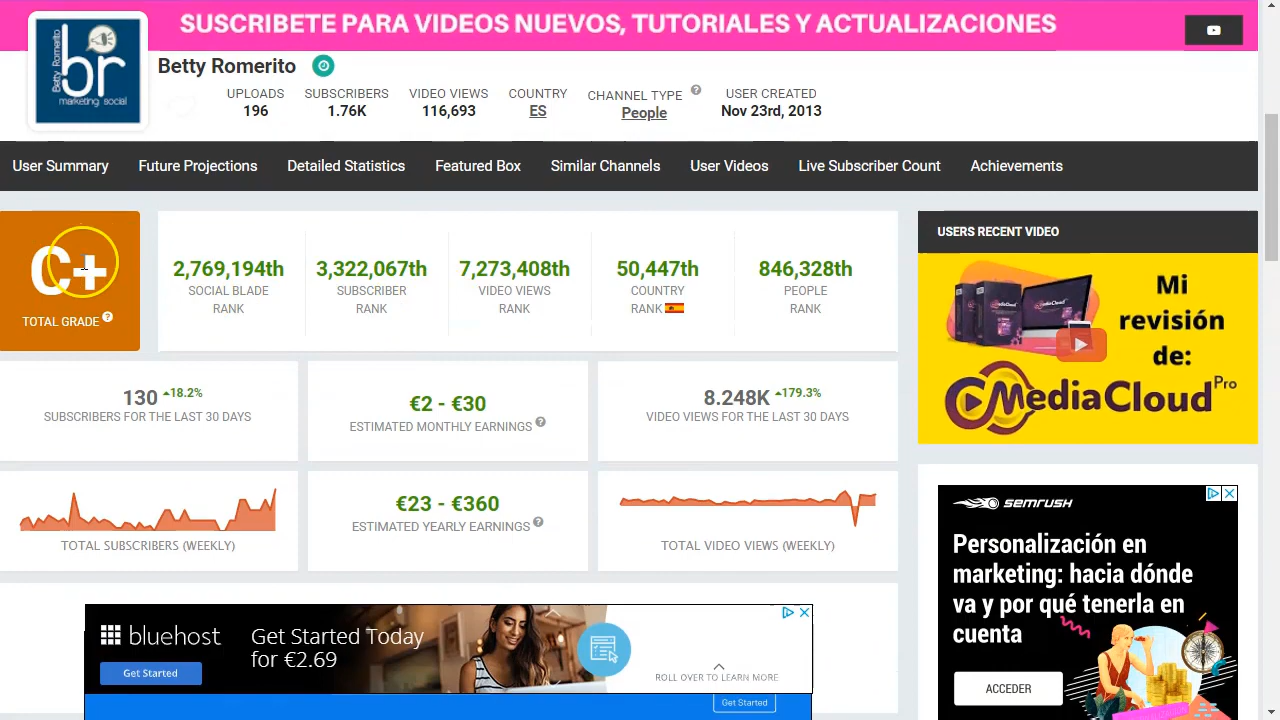 SUSCRIBETE PARA VIDEOS NUEVOS, TUTORIALES Y ACTUALIZACIONES
Betty Romerito
br
marketing social
Betty Romerito
UPLOADS
196
SUBSCRIBERS
1.76K
VIDEO VIEWS
116,693
COUNTRY
ES
CHANNEL TYPE
People
USER CREATED
Nov 23rd, 2013
User Summary Future Projections Detailed Statistics Featured Box Similar Channels User Videos Live Subscriber Count Achievements
C+
TOTAL GRADE
2,769,194th
SOCIAL BLADE
RANK
3,322,067th
SUBSCRIBER
RANK
7,273,408th
VIDEO VIEWS
RANK
50,447th
COUNTRY
RANK
846,328th
PEOPLE
RANK
USERS RECENT VIDEO
Mi
revisión
de:
MediaCloud Pro
130 18.2%
SUBSCRIBERS FOR THE LAST 30 DAYS
€2 - €30
ESTIMATED MONTHLY EARNINGS
8.248K 179.3%
VIDEO VIEWS FOR THE LAST 30 DAYS
TOTAL SUBSCRIBERS (WEEKLY)
€23 - €360
ESTIMATED YEARLY EARNINGS
TOTAL VIDEO VIEWS (WEEKLY)
SEMRUSH
Personalización en
marketing: hacia dónde
va y por qué tenerla en
cuenta
ACCEDER
bluehost
Get Started
Get Started Today
for €2.69
ROLL OVER TO LEARN MORE
Get Started